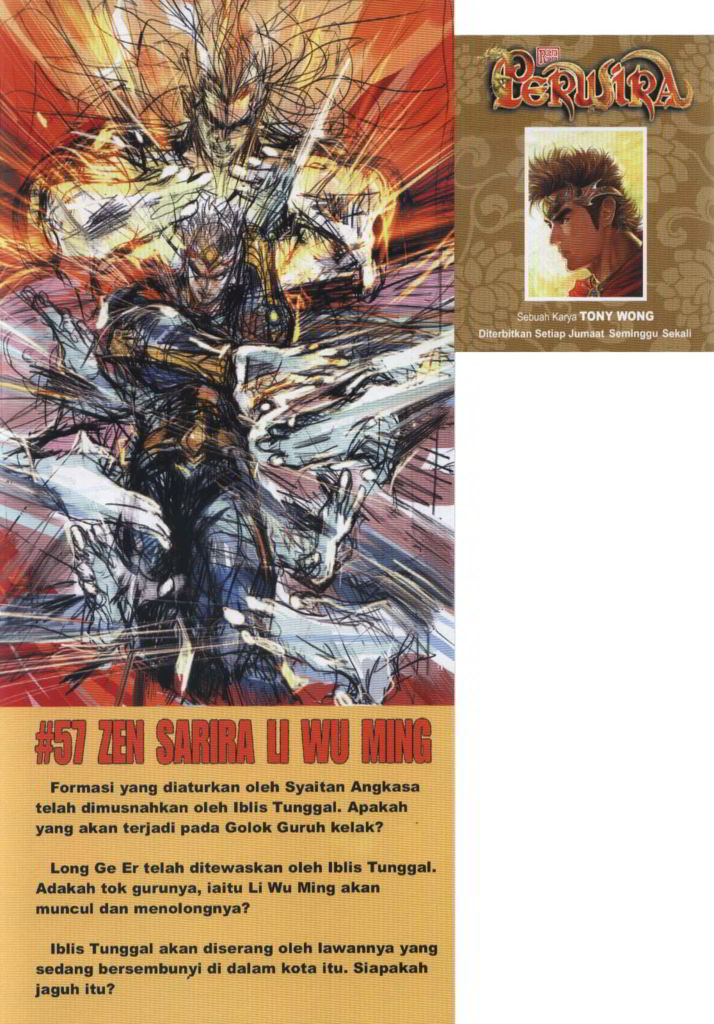 PERWIRA
Sebuah Karya TONY WONG
Diterbitkan Setiap Jumaat Seminggu Sekali
#57 ZEN SARIRA LI WU MING
Formasi yang diaturkan oleh Syaitan Angkasa
telah dimusnahkan oleh Iblis Tunggal. Apakah
yang akan terjadi pada Golok Guruh kelak?
Long Ge Er telah ditewaskan oleh Iblis Tunggal.
Adakah tok gurunya, iaitu Li Wu Ming akan
muncul dan menolongnya?
Iblis Tunggal akan diserang oleh lawannya yang
sedang bersembunyi di dalam kota itu. Siapakah
jaguh itu?